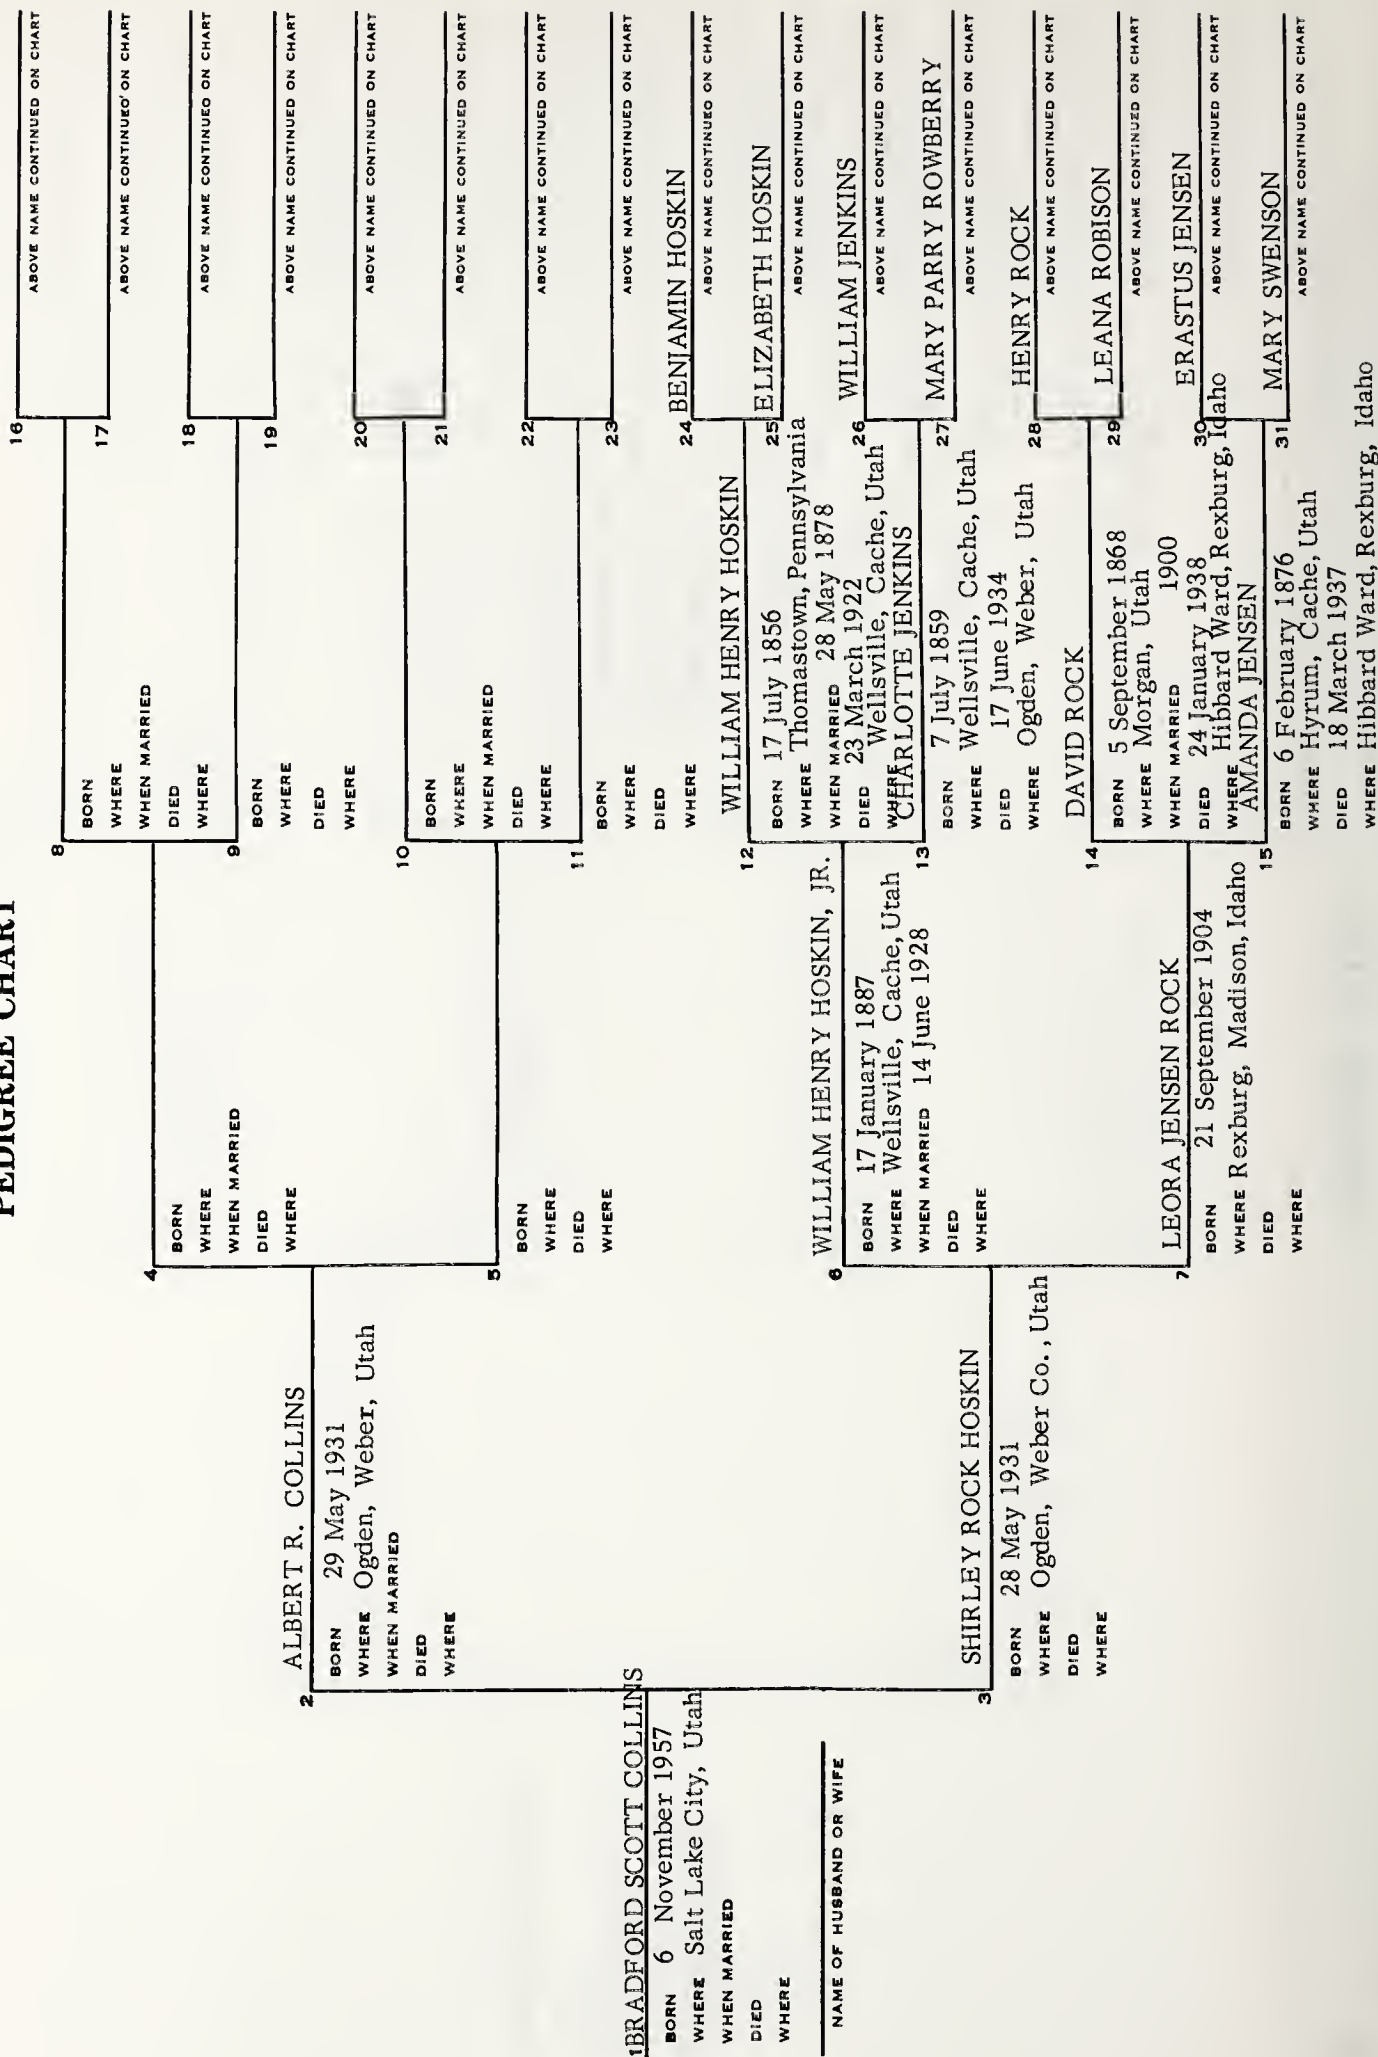 PEDIGREE CHART
1 BRADFORD SCOTT COLLINS
BORN 6 November 1957
WHERE Salt Lake City, Utah
WHEN MARRIED
DIED
WHERE
NAME OF HUSBAND OR WIFE
2 ALBERT R. COLLINS
BORN 29 May 1931
WHERE Ogden, Weber, Utah
WHEN MARRIED
DIED
WHERE
3 SHIRLEY ROCK HOSKIN
BORN 28 May 1931
WHERE Ogden, Weber Co., Utah
DIED
WHERE
4
BORN
WHERE
WHEN MARRIED
DIED
WHERE
5
BORN
WHERE
DIED
WHERE
6 WILLIAM HENRY HOSKIN, JR.
BORN 17 January 1887
WHERE Wellsville, Cache, Utah
WHEN MARRIED 14 June 1928
DIED
WHERE
7 LEORA JENSEN ROCK
BORN 21 September 1904
WHERE Rexburg, Madison, Idaho
DIED
WHERE
8
BORN
WHERE
WHEN MARRIED
DIED
WHERE
9
BORN
WHERE
DIED
WHERE
10
BORN
WHERE
WHEN MARRIED
DIED
WHERE
11
BORN
WHERE
DIED
WHERE
12 WILLIAM HENRY HOSKIN
BORN 17 July 1856
WHERE Thomastown, Pennsylvania
WHEN MARRIED 28 May 1878
DIED 23 March 1922
WHERE Wellsville, Cache, Utah
13 CHARLOTTE JENKINS
BORN 7 July 1859
WHERE Wellsville, Cache, Utah
DIED 17 June 1934
WHERE Ogden, Weber, Utah
14 DAVID ROCK
BORN 5 September 1868
WHERE Morgan, Utah
WHEN MARRIED 1900
DIED 24 January 1938
WHERE Hibbard Ward, Rexburg, Idaho
15 AMANDA JENSEN
BORN 6 February 1876
WHERE Hyrum, Cache, Utah
DIED 18 March 1937
WHERE Hibbard Ward, Rexburg, Idaho
16
ABOVE NAME CONTINUED ON CHART
17
ABOVE NAME CONTINUED ON CHART
18
ABOVE NAME CONTINUED ON CHART
19
ABOVE NAME CONTINUED ON CHART
20
ABOVE NAME CONTINUED ON CHART
21
ABOVE NAME CONTINUED ON CHART
22
ABOVE NAME CONTINUED ON CHART
23
ABOVE NAME CONTINUED ON CHART
24 BENJAMIN HOSKIN
ABOVE NAME CONTINUED ON CHART
25 ELIZABETH HOSKIN
ABOVE NAME CONTINUED ON CHART
26 WILLIAM JENKINS
ABOVE NAME CONTINUED ON CHART
27 MARY PARRY ROWBERRY
ABOVE NAME CONTINUED ON CHART
28 HENRY ROCK
ABOVE NAME CONTINUED ON CHART
29 LEANA ROBISON
ABOVE NAME CONTINUED ON CHART
30 ERASTUS JENSEN
ABOVE NAME CONTINUED ON CHART
31 MARY SWENSON
ABOVE NAME CONTINUED ON CHART